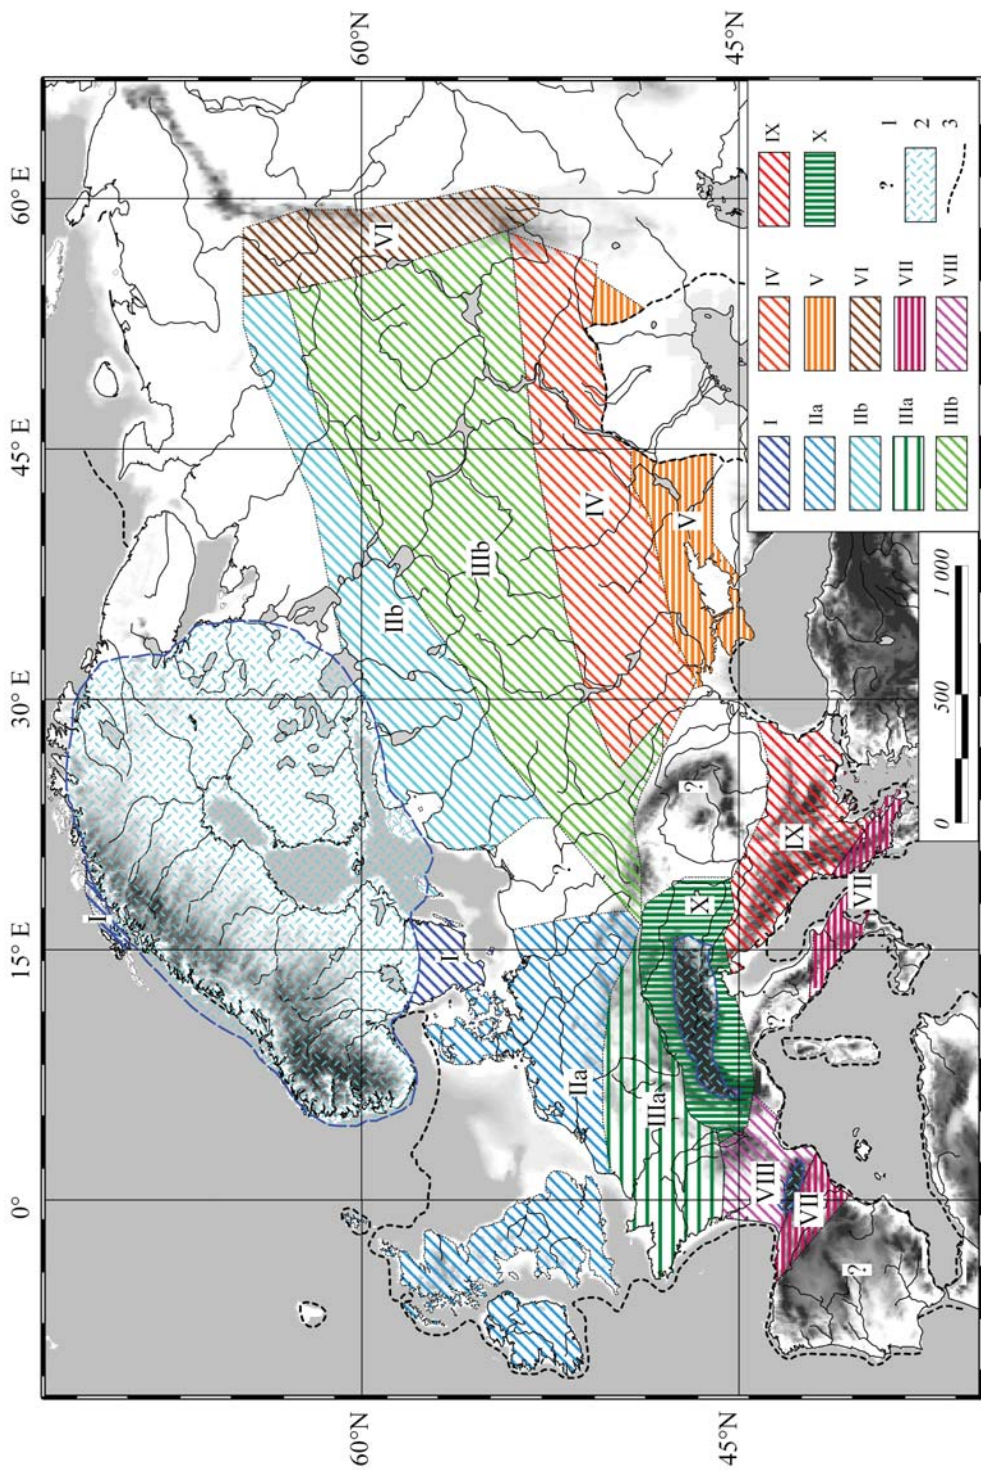 0° 15° E 30° E 45° E 60° E
I
60°N VI 60°N
IIb
I
IIIb
?
IIa
IV
IIIa
V
?
X
45°N 45°N
VIII
?
IX
VII
VII
?
I IV IX
IIa V X
IIb VI ? 1
IIIa VII 2
IIIb VIII 3
0 500 1 000